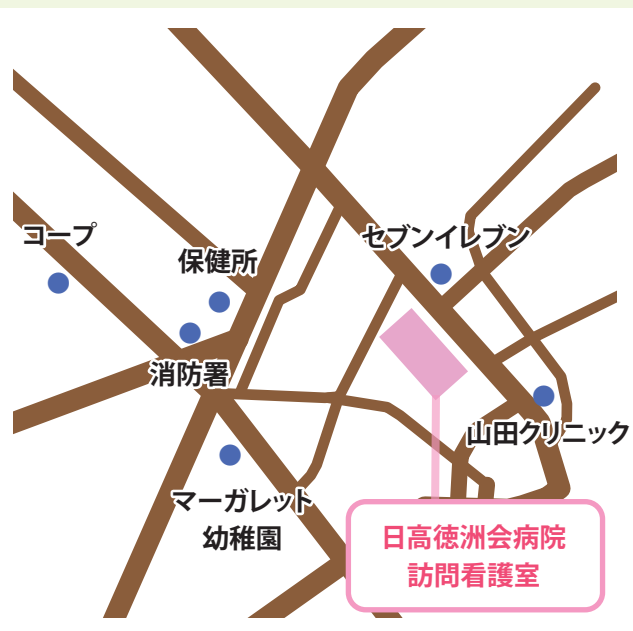 コープ
保健所
セブンイレブン
消防署
山田クリニック
マーガレット
幼稚園
日高徳洲会病院
訪問看護室